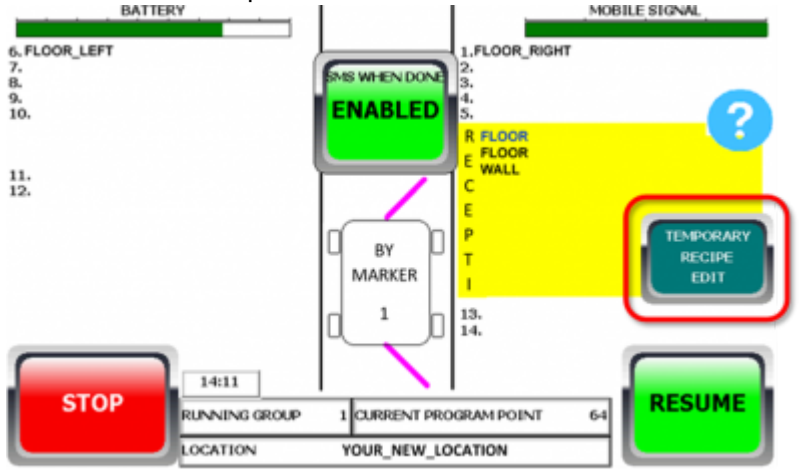 BATTERY
MOBILE SIGNAL
6. FLOOR_LEFT
7.
8.
9.
10.
11.
12.
SMS WHEN DONE
ENABLED
1.FLOOR_RIGHT
2.
3.
4.
5.
?
R
E
C
E
P
T
I
FLOOR
FLOOR
WALL
TEMPORARY
RECIPE
EDIT
13.
14.
BY
MARKER
1
STOP
14:11
RUNNING GROUP 1
CURRENT PROGRAM POINT 64
LOCATION YOUR_NEW_LOCATION
RESUME